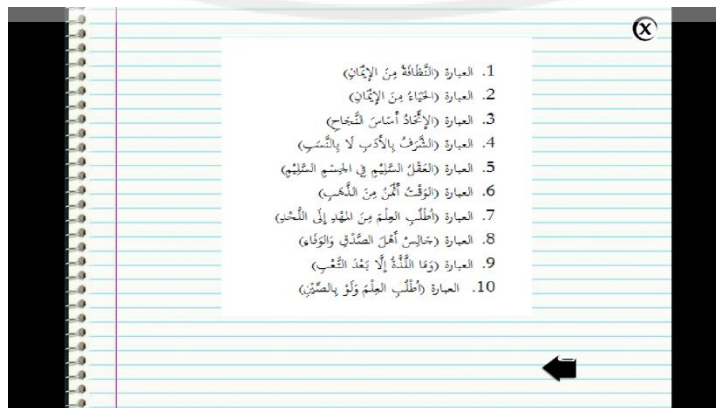 1. العبارة (النَّظَافَةُ مِنَ الإِيْمَانِ)
2. العبارة (الحَيَاءُ مِنَ الإِيْمَانِ)
3. العبارة (الإِتِّحَادُ أَسَاسَ النَّجَاحِ)
4. العبارة (الشَّرَفُ بِالأَدَبِ لَا بِالنَّسَبِ)
5. العبارة (العَقْلُ السَّلِيْمِ فِي الجِسْمِ السَّلِيْمِ)
6. العبارة (الوَقْتُ أَثْمَنُ مِنَ الذَّهَبِ)
7. العبارة (اُطْلُبِ العِلْمَ مِنَ المَهْدِ إِلَى اللَّحْدِ)
8. العبارة (جَالِسْ أَهْلَ الصَّدْقِ وَالوَفَاءِ)
9. العبارة (وَمَا اللَّذَّةُ إِلَّا بَعْدَ التَّعْبِ)
10. العبارة (اُطْلُبِ العِلْمَ وَلَوْ بِالصِّيْنِ)